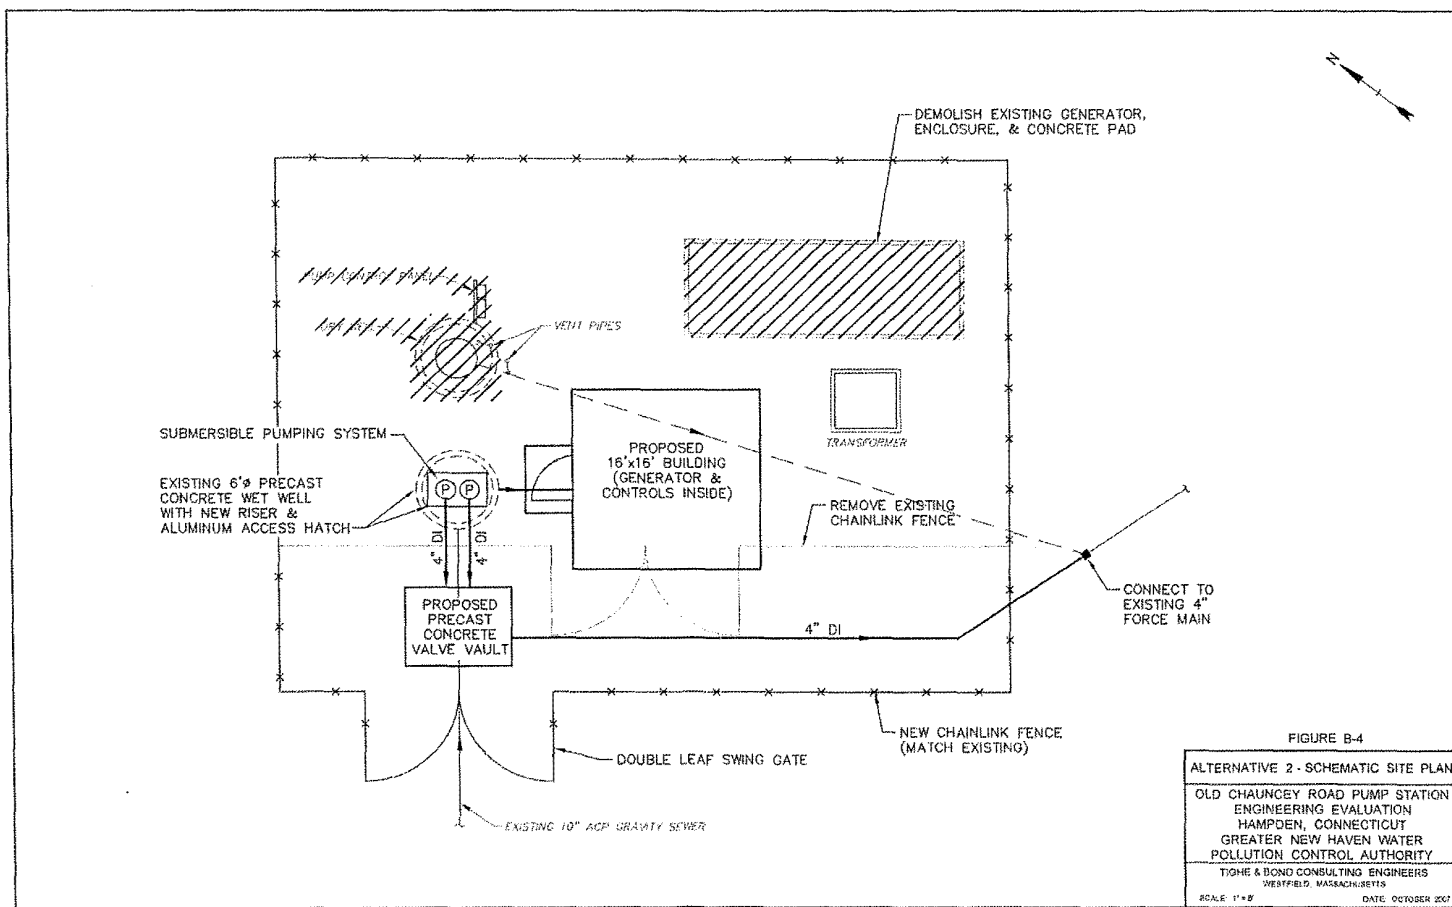 N
DEMOLISH EXISTING GENERATOR,
ENCLOSURE, & CONCRETE PAD
VENT PIPES
SUBMERSIBLE PUMPING SYSTEM
EXISTING 6'ø PRECAST
CONCRETE WET WELL
WITH NEW RISER &
ALUMINUM ACCESS HATCH
P P
PROPOSED
16'x16' BUILDING
(GENERATOR &
CONTROLS INSIDE)
TRANSFORMER
REMOVE EXISTING
CHAINLINK FENCE
4" DI
4" DI
PROPOSED
PRECAST
CONCRETE
VALVE VAULT
4" DI
CONNECT TO
EXISTING 4"
FORCE MAIN
NEW CHAINLINK FENCE
(MATCH EXISTING)
DOUBLE LEAF SWING GATE
EXISTING 10" ACP GRAVITY SEWER
FIGURE B-4
ALTERNATIVE 2 - SCHEMATIC SITE PLAN
OLD CHAUNCEY ROAD PUMP STATION
ENGINEERING EVALUATION
HAMPDEN, CONNECTICUT
GREATER NEW HAVEN WATER
POLLUTION CONTROL AUTHORITY
TIGHE & BOND CONSULTING ENGINEERS
WESTFIELD, MASSACHUSETTS
SCALE: 1"=8'
DATE: OCTOBER